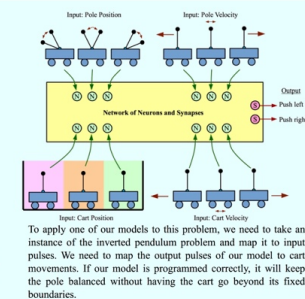 Input: Pole Position
Input: Pole Velocity
N N N N N N
Output
Network of Neurons and Synapses
S Push left
S Push right
N N N N N N
Input: Cart Position
Input: Cart Velocity
To apply one of our models to this problem, we need to take an
instance of the inverted pendulum problem and map it to input
pulses. We need to map the output pulses of our model to cart
movements. If our model is programmed correctly, it will keep
the pole balanced without having the cart go beyond its fixed
boundaries.